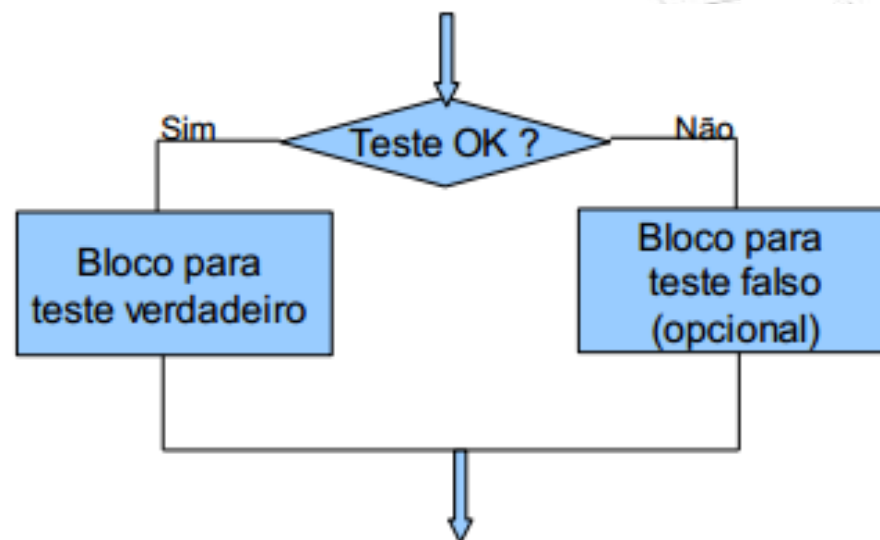 Teste OK ?
Sim
Não
Bloco para
teste verdadeiro
Bloco para
teste falso
(opcional)